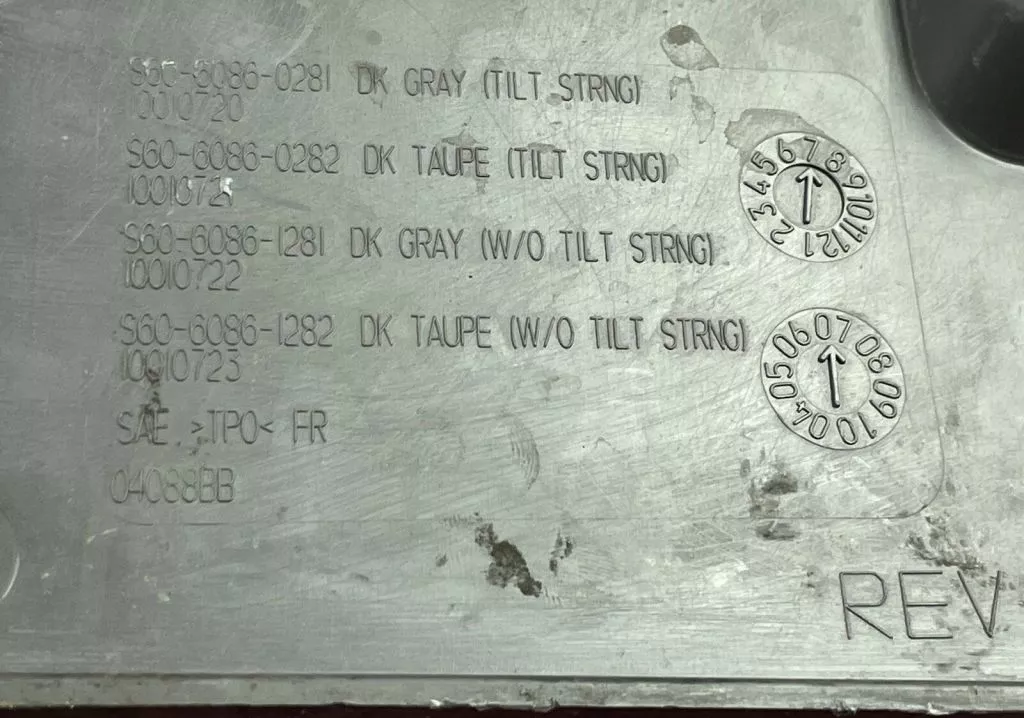 S60-6086-0281 DK GRAY (TILT STRNG)
10010720
S60-6086-0282 DK TAUPE (TILT STRNG)
10010721
S60-6086-1281 DK GRAY (W/O TILT STRNG)
10010722
S60-6086-1282 DK TAUPE (W/O TILT STRNG)
10010723
SAE >TPO< FR
04088BB
1 2 3 4 5 6 7 8 9 10 11 12
04 05 06 07 08 09 10
REV